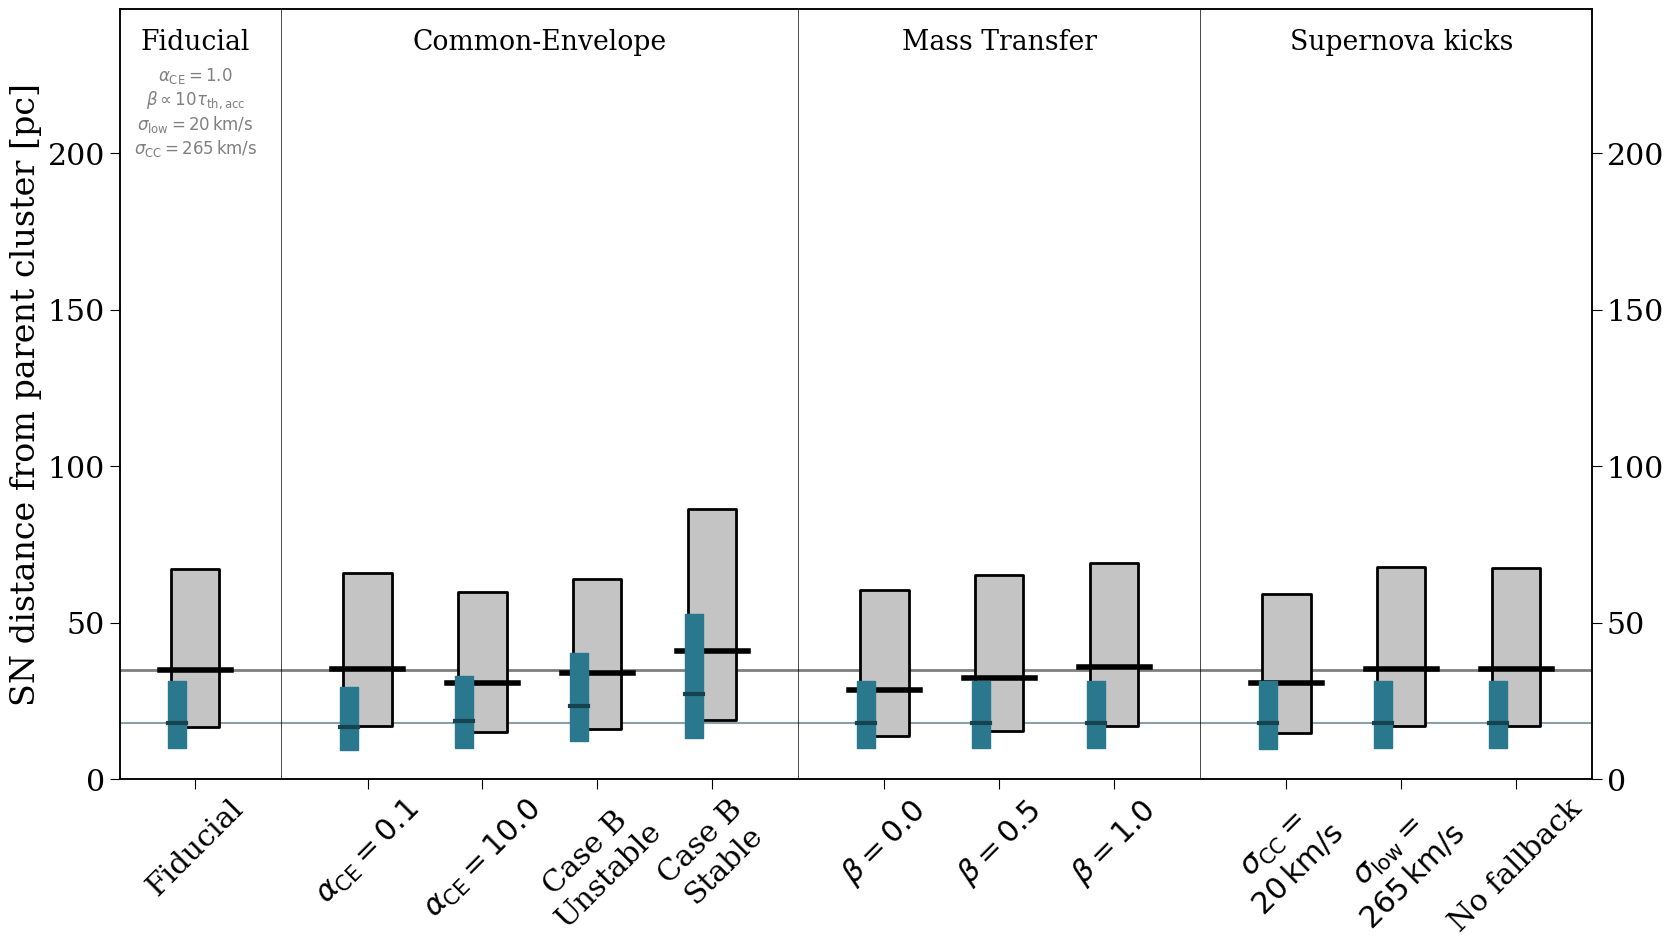 Fiducial
Common-Envelope
Mass Transfer
Supernova kicks
α_CE = 1.0
β ∝ 10τ_th,acc
σ_low = 20 km/s
σ_CC = 265 km/s
SN distance from parent cluster [pc]
200
150
100
50
0
200
150
100
50
0
Fiducial
α_CE = 0.1
α_CE = 10.0
Case B
Unstable
Case B
Stable
β = 0.0
β = 0.5
β = 1.0
σ_CC =
20 km/s
σ_low =
265 km/s
No fallback